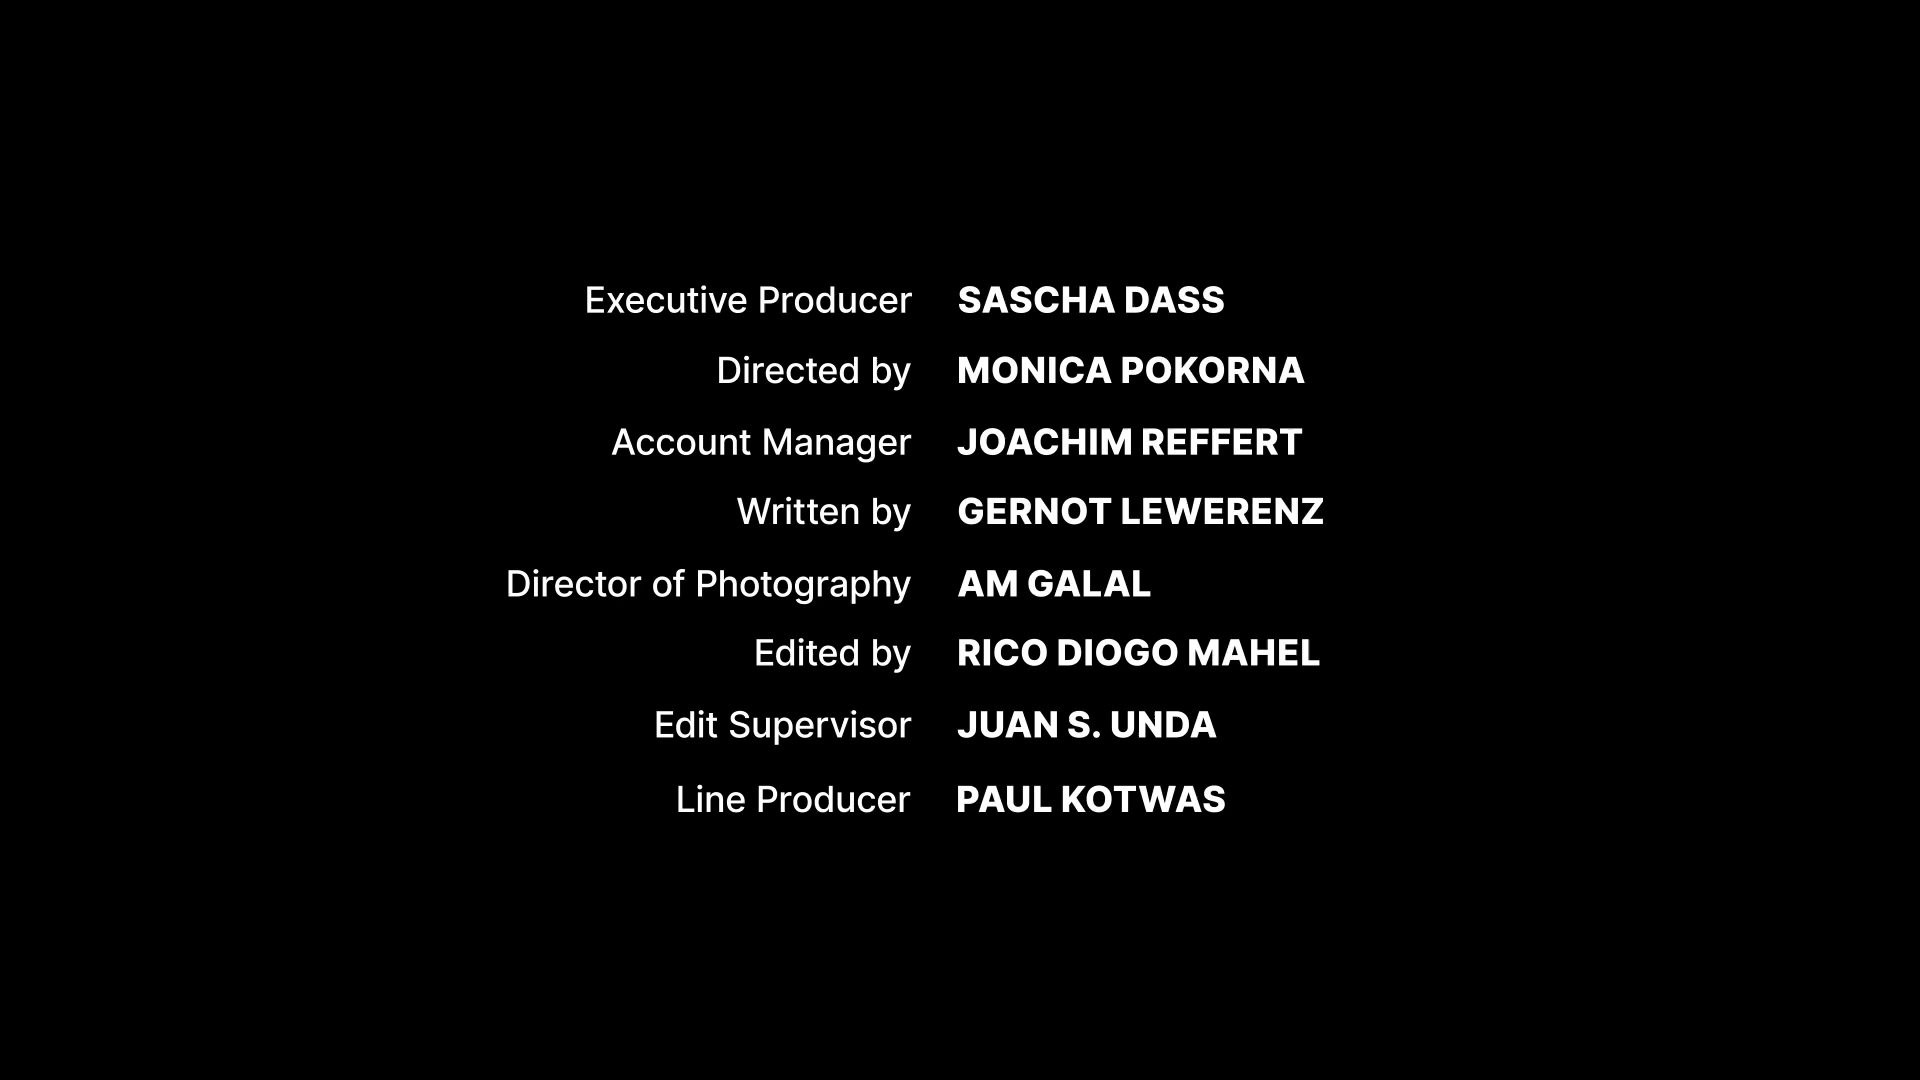 Executive Producer SASCHA DASS
Directed by MONICA POKORNA
Account Manager JOACHIM REFFERT
Written by GERNOT LEWERENZ
Director of Photography AM GALAL
Edited by RICO DIOGO MAHEL
Edit Supervisor JUAN S. UNDA
Line Producer PAUL KOTWAS